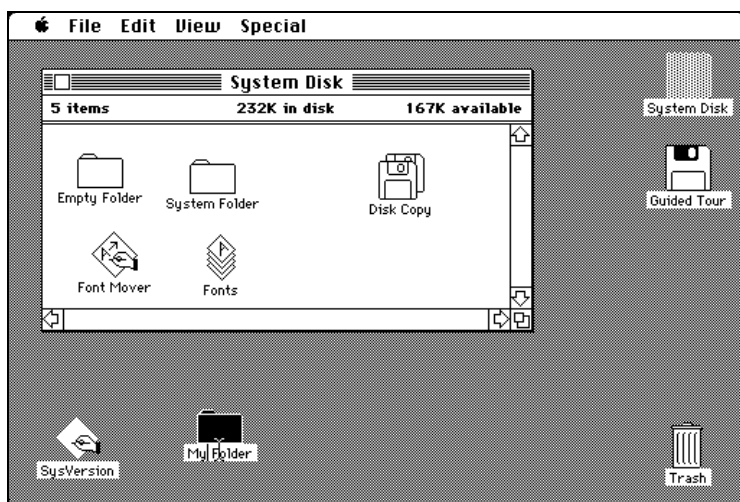 File Edit View Special
System Disk
5 items 232K in disk 167K available
Empty Folder
System Folder
Disk Copy
Font Mover
Fonts
System Disk
Guided Tour
SysVersion
My Folder
Trash